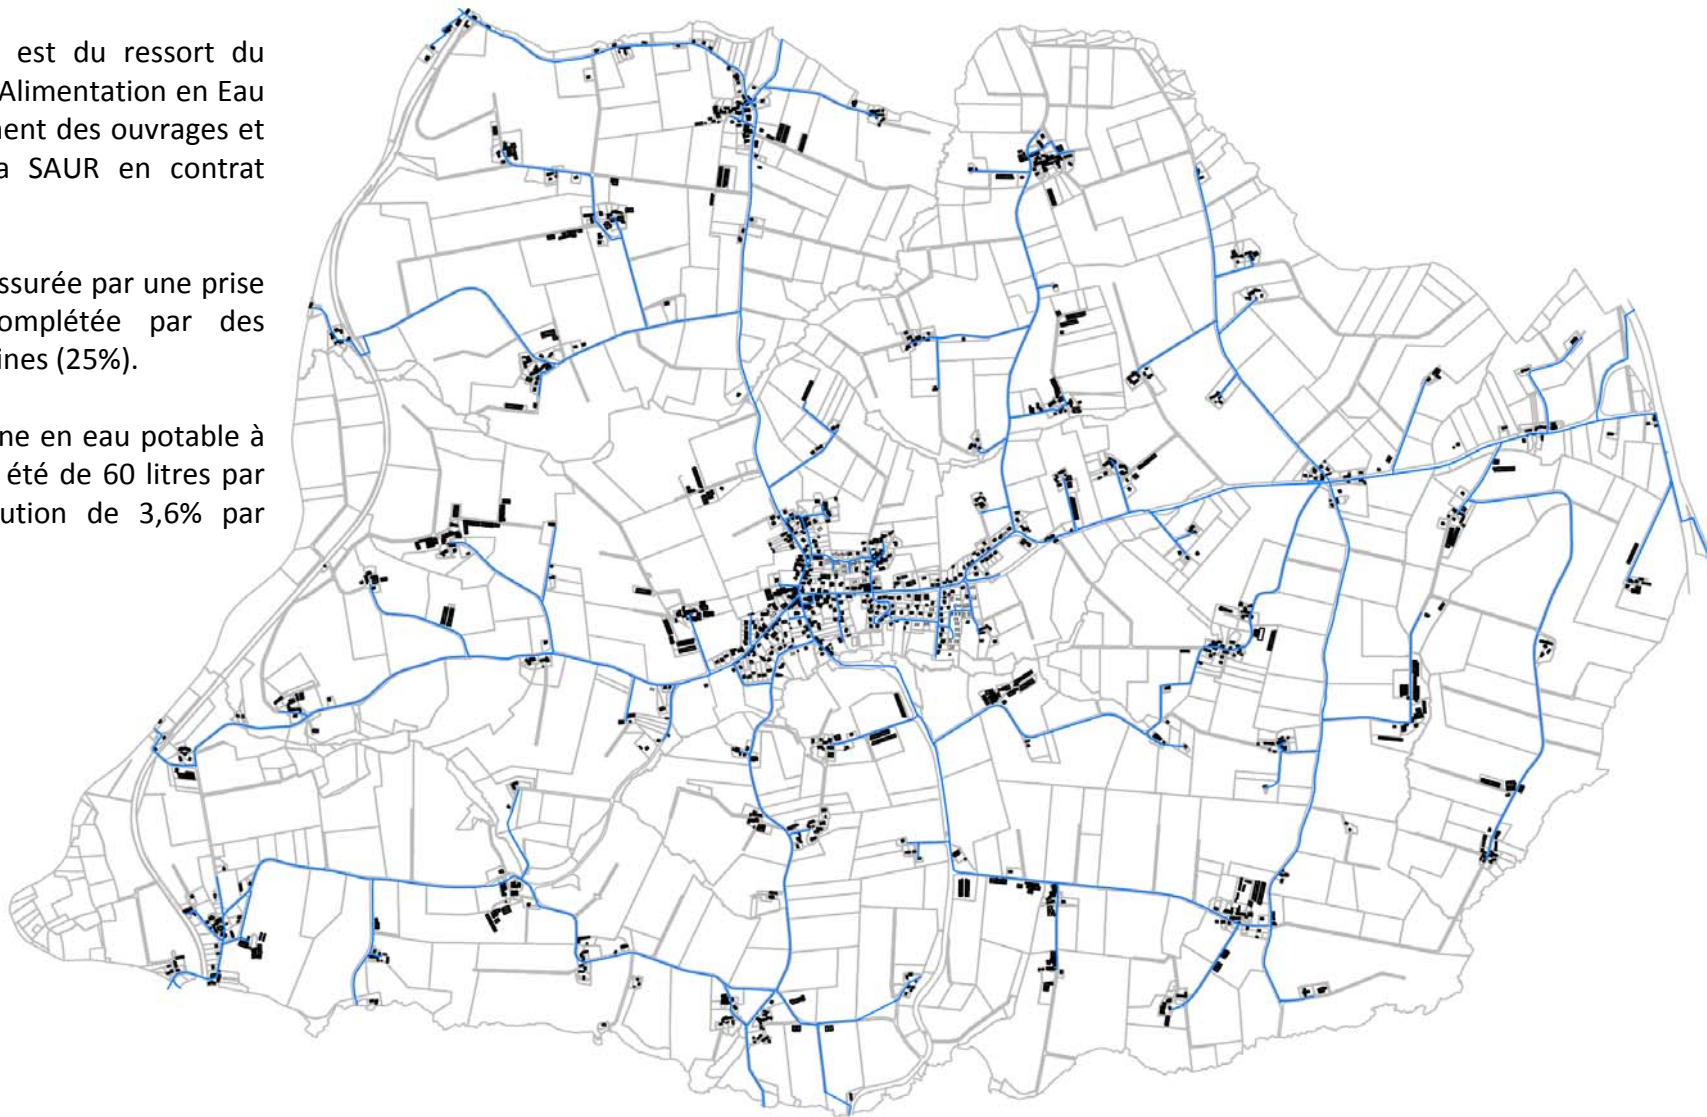 est du ressort du
Alimentation en Eau
ment des ouvrages et
a SAUR en contrat
ssurée par une prise
omplétée par des
ines (25%).
ne en eau potable à
été de 60 litres par
ution de 3,6% par